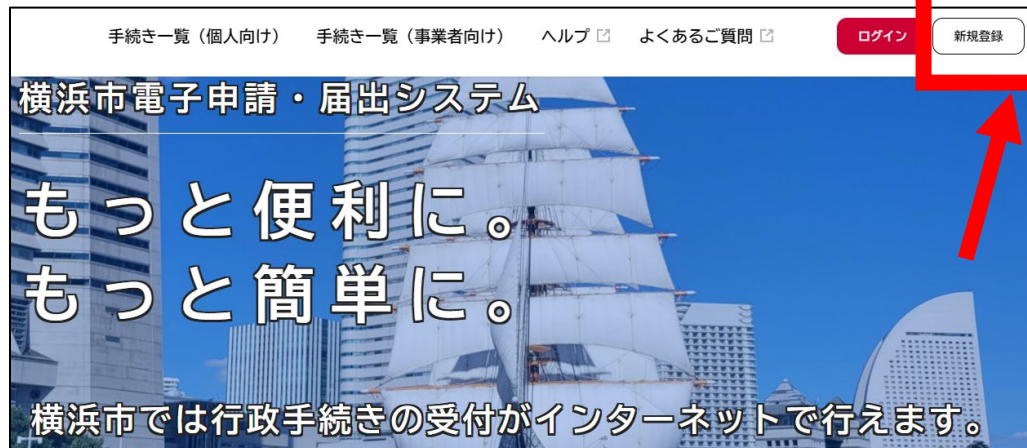 手続き一覧（個人向け） 手続き一覧（事業者向け） ヘルプ よくあるご質問 ログイン 新規登録
横浜市電子申請・届出システム
もっと便利に。
もっと簡単に。
横浜市では行政手続きの受付がインターネットで行えます。